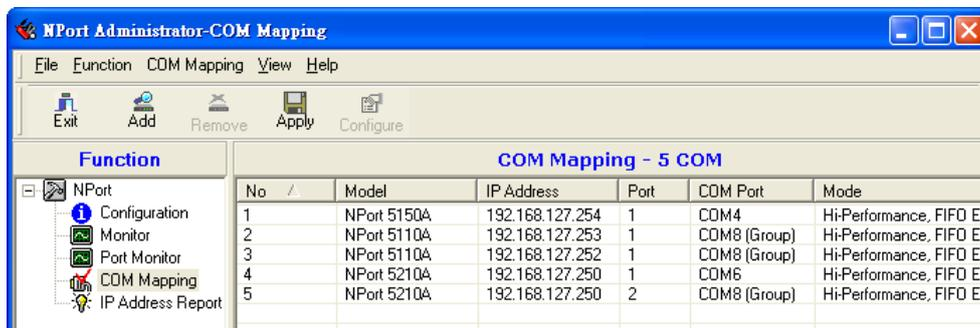 NPort Administrator-COM Mapping
File Function COM Mapping View Help
Exit Add Remove Apply Configure
Function
COM Mapping - 5 COM
NPort
Configuration
Monitor
Port Monitor
COM Mapping
IP Address Report
No Model IP Address Port COM Port Mode
1 NPort 5150A 192.168.127.254 1 COM4 Hi-Performance, FIFO E
2 NPort 5110A 192.168.127.253 1 COM8 (Group) Hi-Performance, FIFO E
3 NPort 5110A 192.168.127.252 1 COM8 (Group) Hi-Performance, FIFO E
4 NPort 5210A 192.168.127.250 1 COM6 Hi-Performance, FIFO E
5 NPort 5210A 192.168.127.250 2 COM8 (Group) Hi-Performance, FIFO E